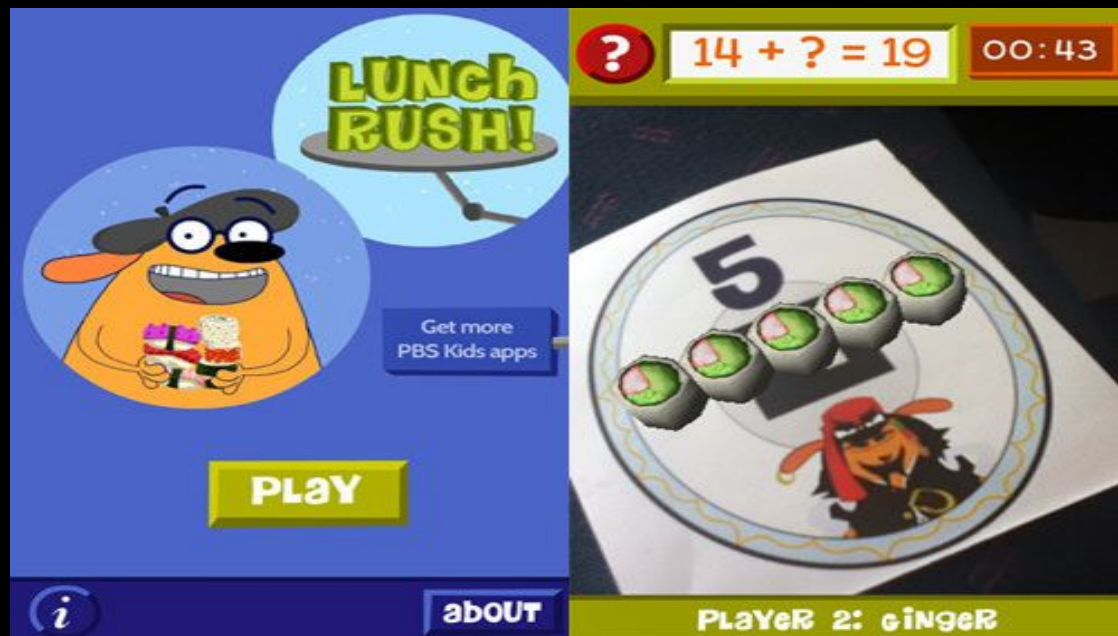 LUNCh
RUSH!
Get more
PBS Kids apps
PLaY
i
abOUT
?
14 + ? = 19
00:43
5
PLaYeR 2: GiNGeR